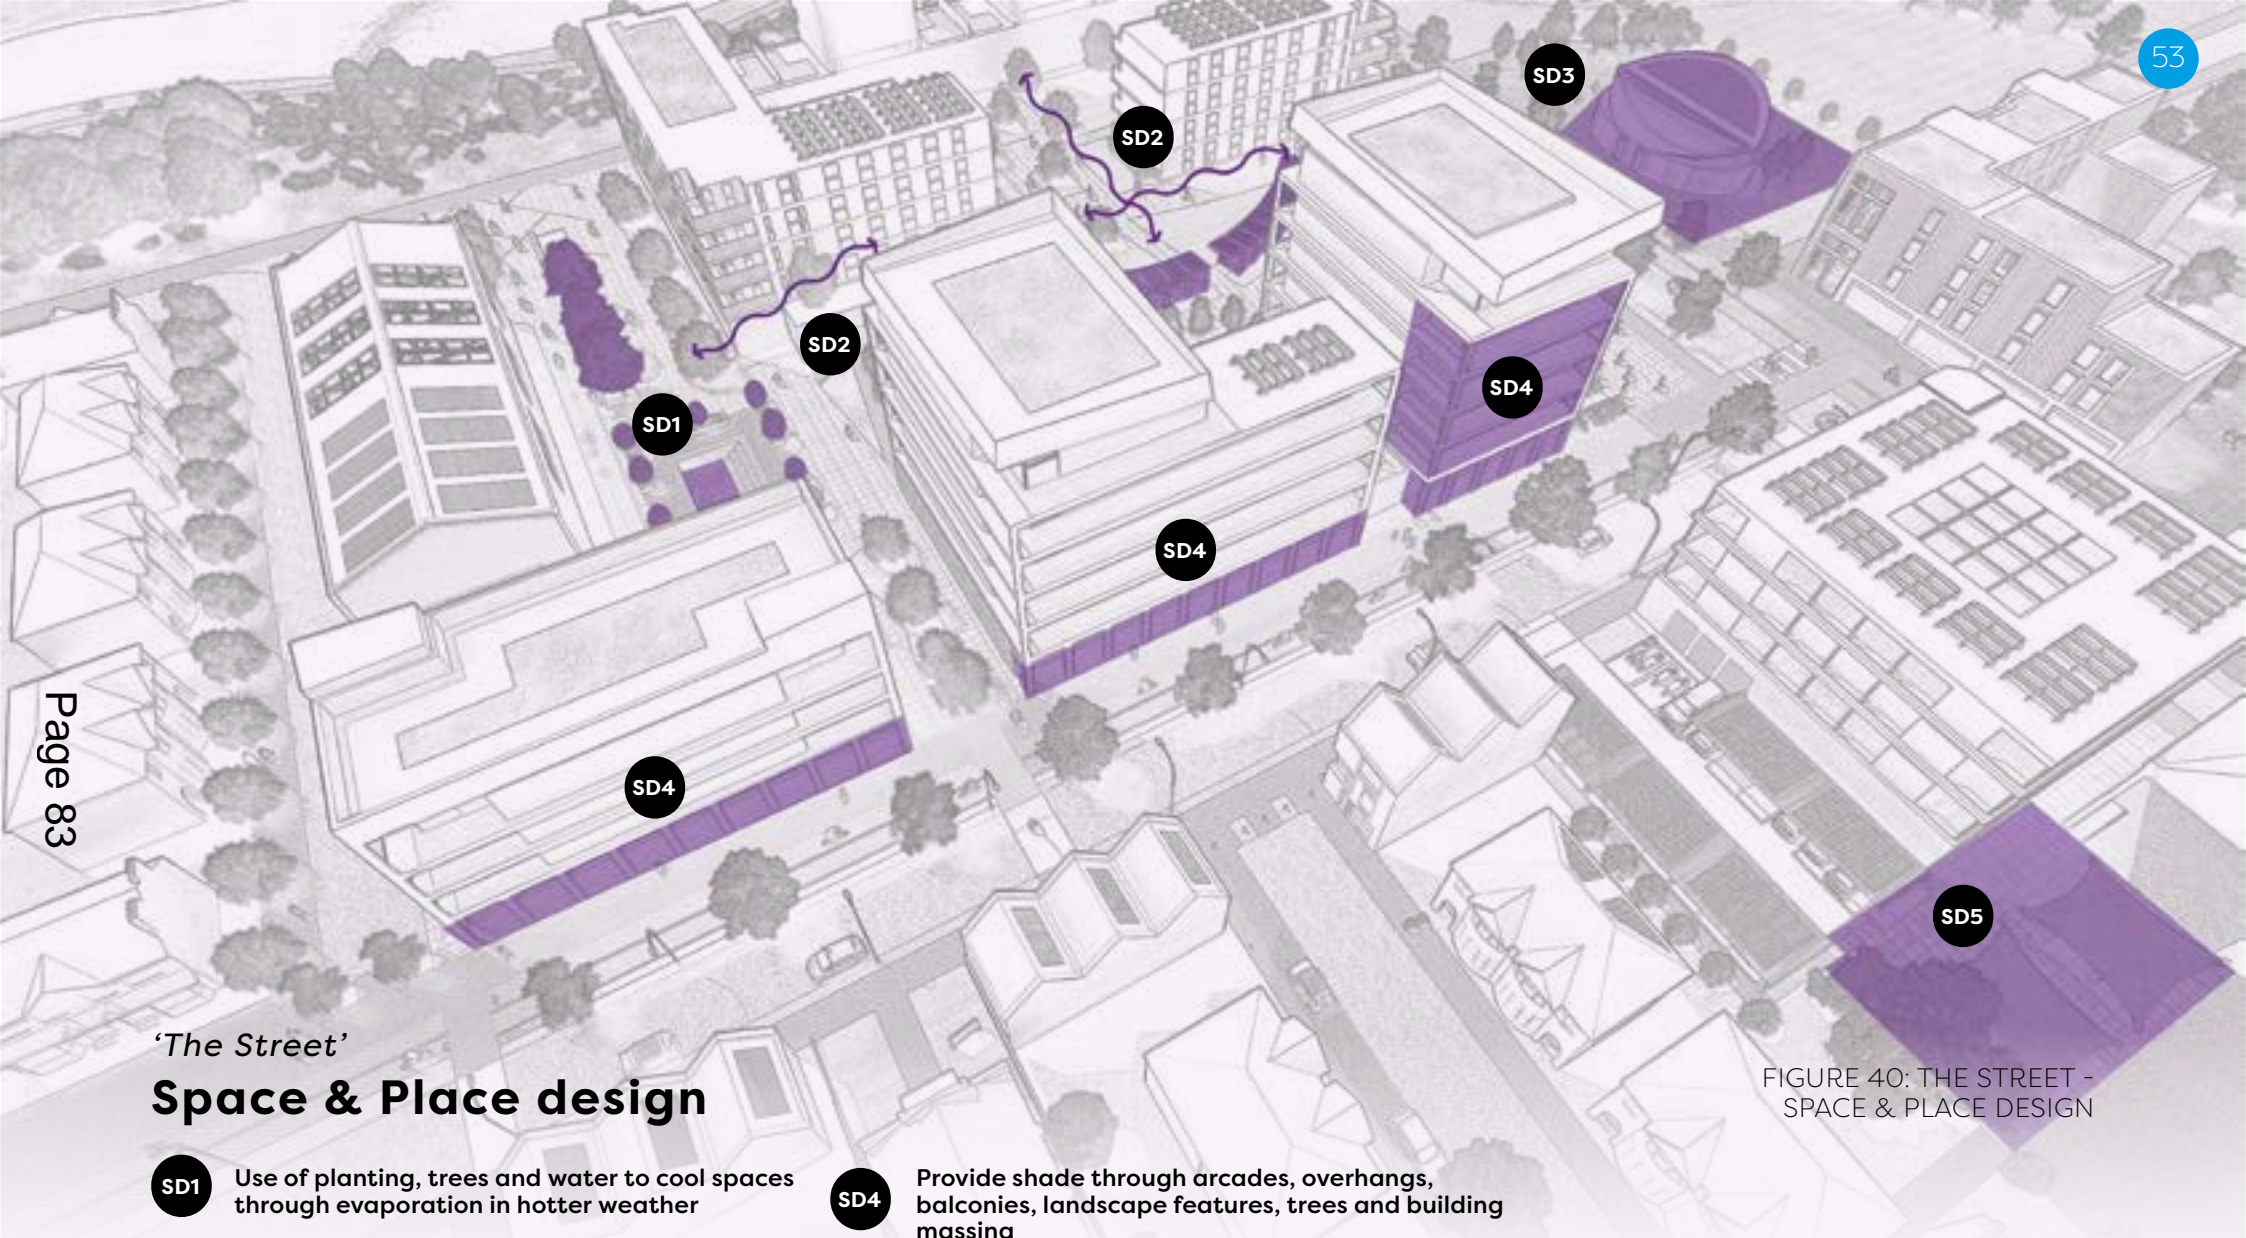 53
SD3
SD2
SD2
SD4
SD1
SD4
SD4
SD5
Page 83
‘The Street’
Space & Place design
FIGURE 40: THE STREET -
SPACE & PLACE DESIGN
SD1
Use of planting, trees and water to cool spaces
through evaporation in hotter weather
SD4
Provide shade through arcades, overhangs,
balconies, landscape features, trees and building
massing